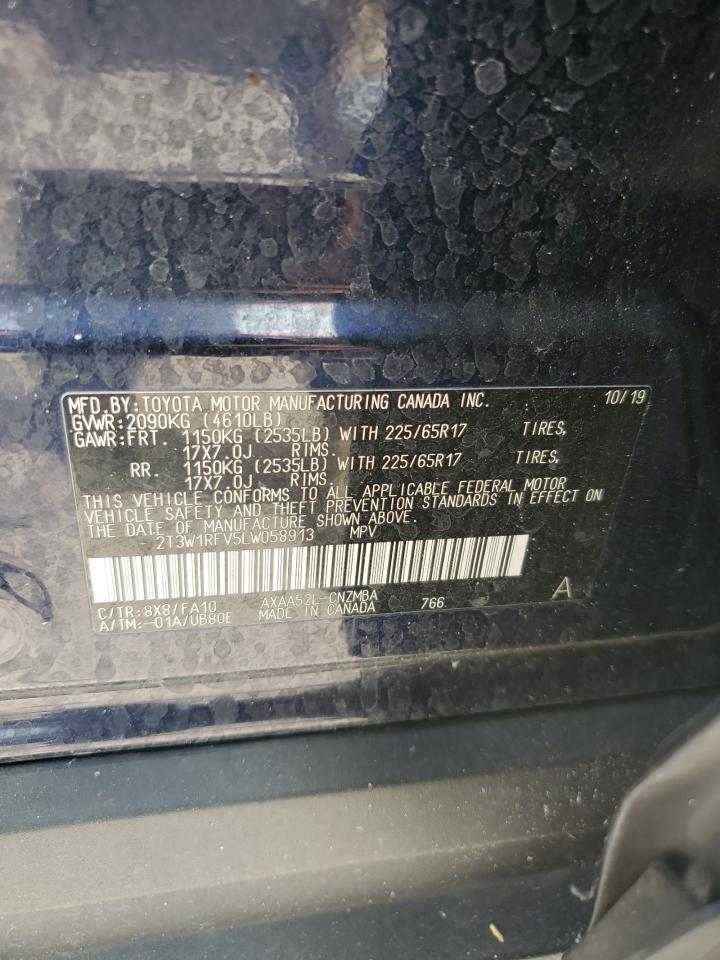 MFD.BY:TOYOTA MOTOR MANUFACTURING CANADA INC. 10/19
GVWR:2090KG (4610LB)
GAWR:FRT. 1150KG (2535LB) WITH 225/65R17 TIRES,
17X7.0J RIMS.
RR. 1150KG (2535LB) WITH 225/65R17 TIRES,
17X7.0J RIMS.
THIS VEHICLE CONFORMS TO ALL APPLICABLE FEDERAL MOTOR
VEHICLE SAFETY AND THEFT PREVENTION STANDARDS IN EFFECT ON
THE DATE OF MANUFACTURE SHOWN ABOVE.
2T3W1RFV5LW058913 MPV
C/TR:8X8/FA10 AXAA52L-CNZMBA 766. A
A/TM:-01A/UB80E MADE IN CANADA